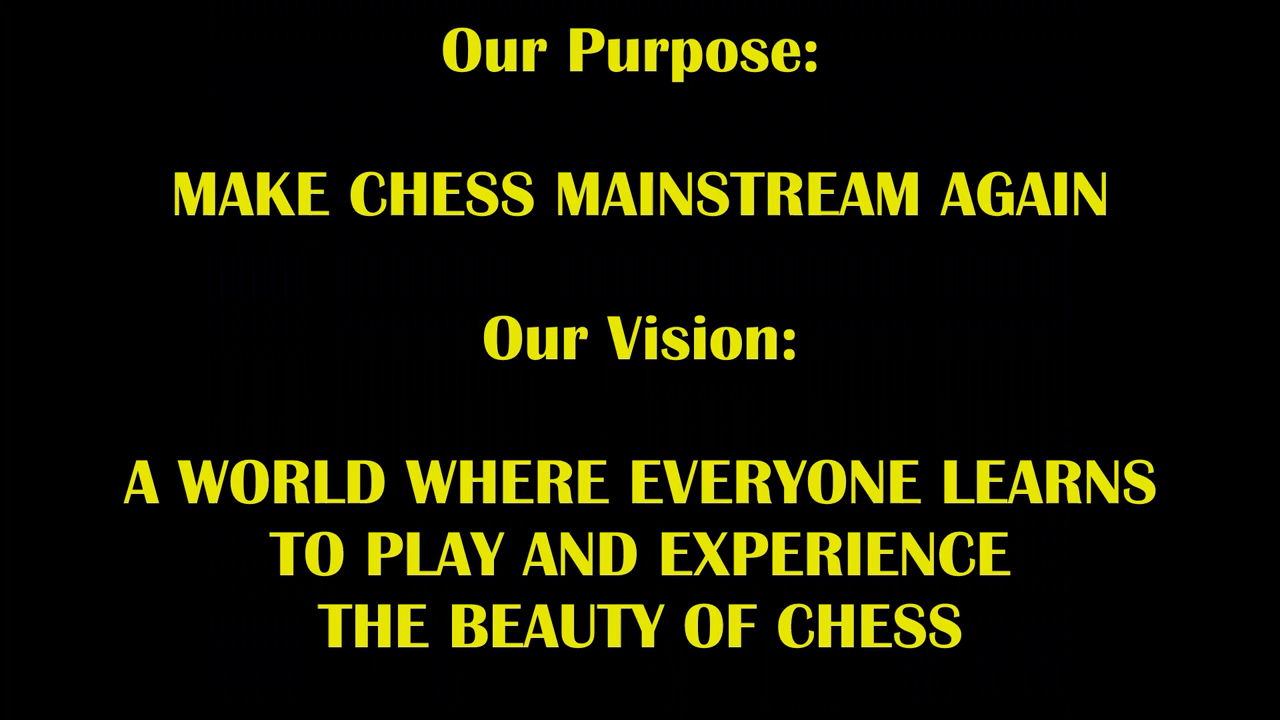 Our Purpose:
MAKE CHESS MAINSTREAM AGAIN
Our Vision:
A WORLD WHERE EVERYONE LEARNS
TO PLAY AND EXPERIENCE
THE BEAUTY OF CHESS